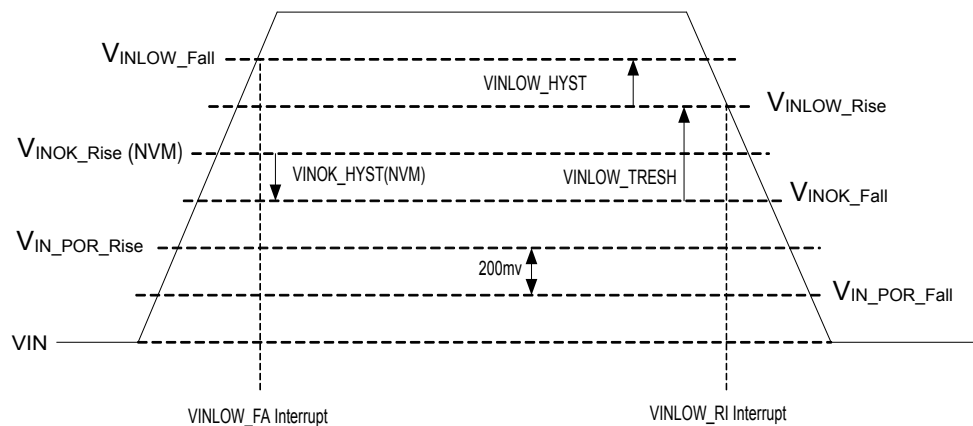 VINLOW_Fall
VINLOW_HYST
VINLOW_Rise
VINOK_Rise (NVM)
VINOK_HYST(NVM)
VINLOW_TRESH
VINOK_Fall
VIN_POR_Rise
200mv
VIN_POR_Fall
VIN
VINLOW_FA Interrupt
VINLOW_RI Interrupt